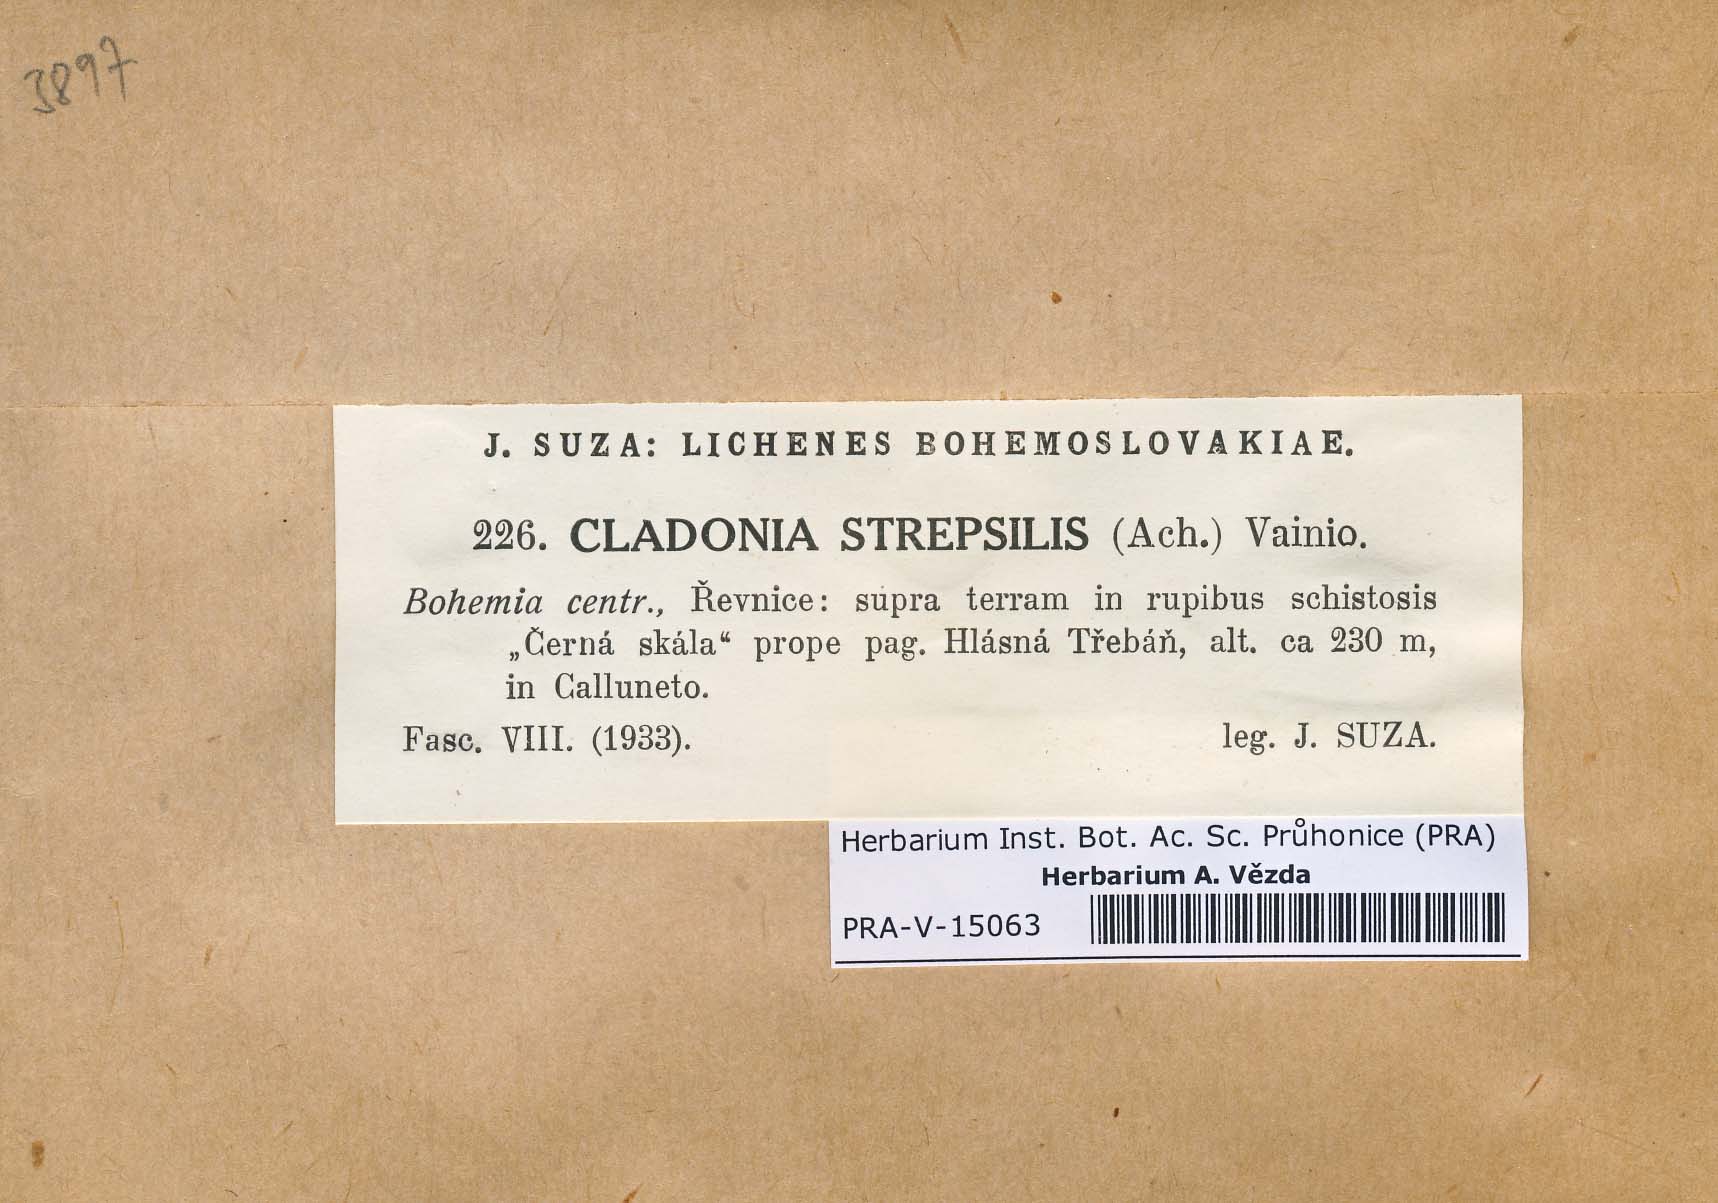 3897
J. SUZA: LICHENES BOHEMOSLOVAKIAE.
226. CLADONIA STREPSILIS (Ach.) Vainio.
Bohemia centr., Řevnice: supra terram in rupibus schistosis
„Černá skála“ prope pag. Hlásná Třebáň, alt. ca 230 m,
in Calluneto.
Fasc. VIII. (1933). leg. J. SUZA.
Herbarium Inst. Bot. Ac. Sc. Průhonice (PRA)
Herbarium A. Vězda
PRA-V-15063